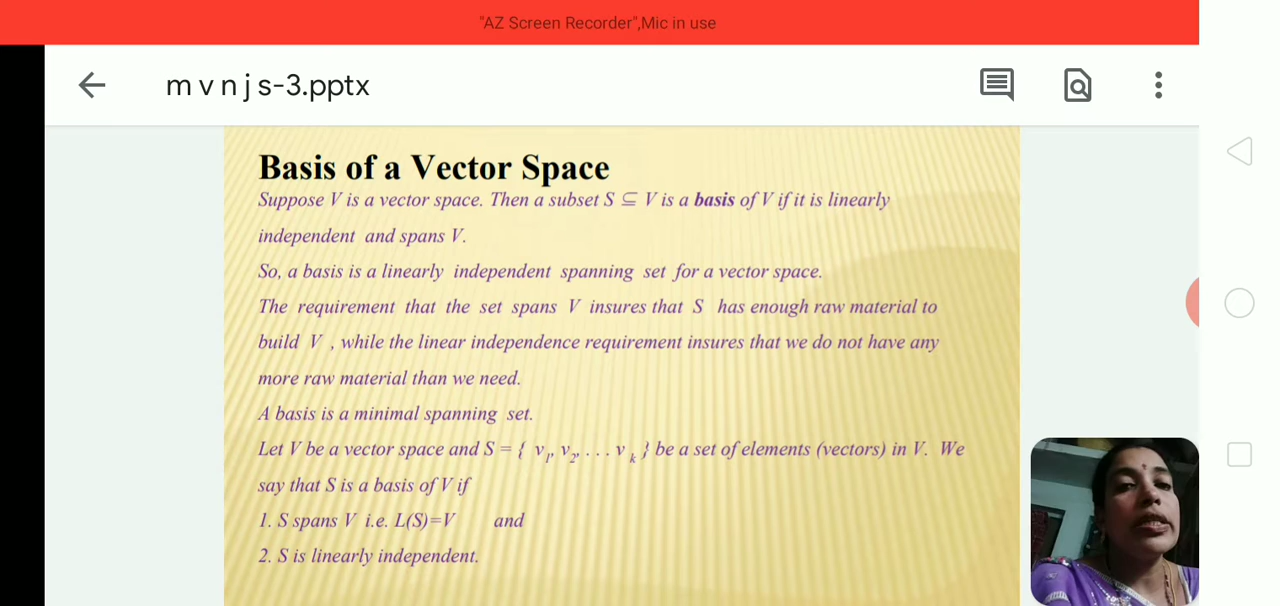 "AZ Screen Recorder",Mic in use
m v n j s-3.pptx
Basis of a Vector Space
Suppose V is a vector space. Then a subset S ⊆ V is a basis of V if it is linearly
independent and spans V.
So, a basis is a linearly independent spanning set for a vector space.
The requirement that the set spans V insures that S has enough raw material to
build V , while the linear independence requirement insures that we do not have any
more raw material than we need.
A basis is a minimal spanning set.
Let V be a vector space and S = { v₁, v₂, . . . v ₖ } be a set of elements (vectors) in V. We
say that S is a basis of V if
1. S spans V i.e. L(S)=V and
2. S is linearly independent.